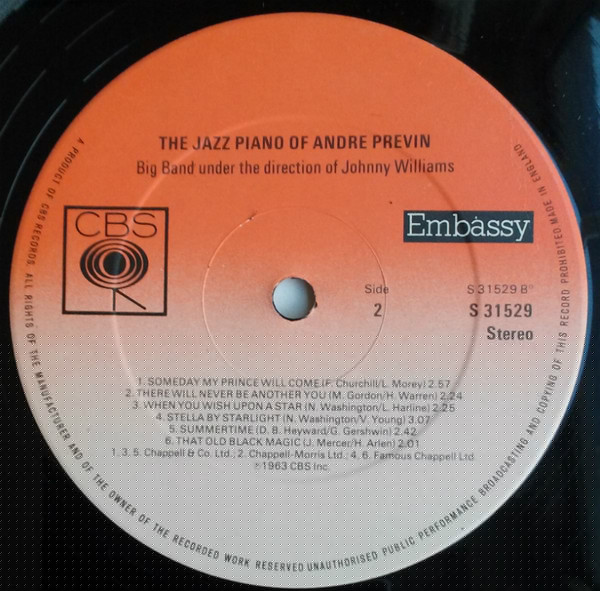 THE JAZZ PIANO OF ANDRE PREVIN
Big Band under the direction of Johnny Williams
CBS
Embassy
Side
2
S 31529 B
S 31529
Stereo
1. SOMEDAY MY PRINCE WILL COME (F. Churchill/L. Morey) 2.57
2. THERE WILL NEVER BE ANOTHER YOU (M. Gordon/H. Warren) 2.24
3. WHEN YOU WISH UPON A STAR (N. Washington/L. Harline) 2.25
4. STELLA BY STARLIGHT (N. Washington/V. Young) 3.07
5. SUMMERTIME (D. B. Heyward/G. Gershwin) 2.42
6. THAT OLD BLACK MAGIC (J. Mercer/H. Arlen) 2.01
1, 3, 5. Chappell & Co. Ltd.; 2. Chappell-Morris Ltd.; 4, 6. Famous Chappell Ltd.
℗1963 CBS Inc.
A PRODUCT OF CBS RECORDS. ALL RIGHTS OF THE MANUFACTURER AND OF THE OWNER OF THE RECORDED WORK RESERVED UNAUTHORISED PUBLIC PERFORMANCE BROADCASTING AND COPYING OF THIS RECORD PROHIBITED MADE IN ENGLAND